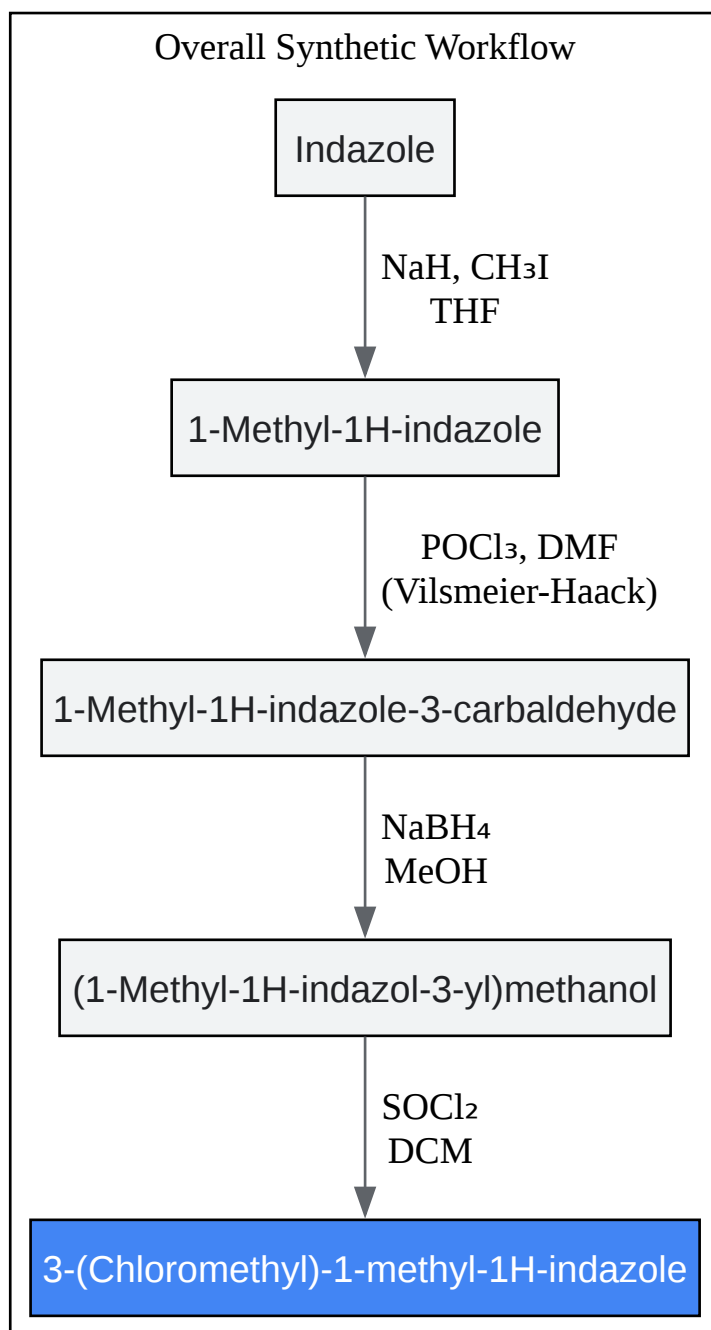 Overall Synthetic Workflow
Indazole
NaH, CH₃I
THF
1-Methyl-1H-indazole
POCl₃, DMF
(Vilsmeier-Haack)
1-Methyl-1H-indazole-3-carbaldehyde
NaBH₄
MeOH
(1-Methyl-1H-indazol-3-yl)methanol
SOCl₂
DCM
3-(Chloromethyl)-1-methyl-1H-indazole